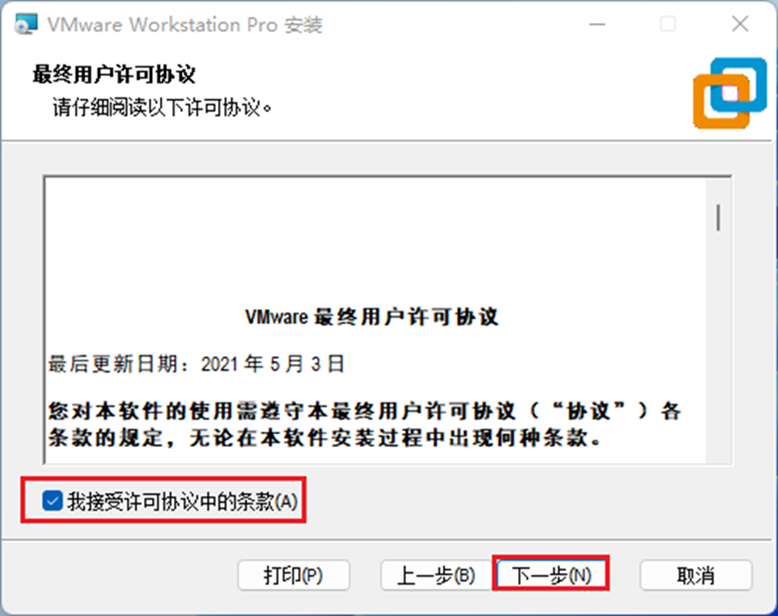 VMware Workstation Pro 安装
最终用户许可协议
请仔细阅读以下许可协议。
VMware 最终用户许可协议
最后更新日期：2021 年 5 月 3 日
您对本软件的使用需遵守本最终用户许可协议（“协议”）各
条款的规定，无论在本软件安装过程中出现何种条款。
我接受许可协议中的条款(A)
打印(P) 上一步(B) 下一步(N) 取消